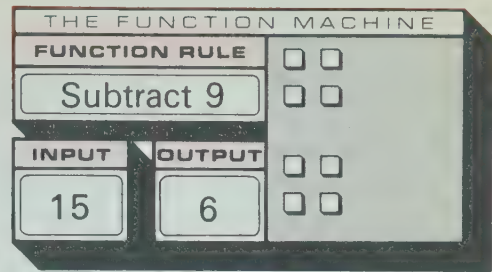 THE FUNCTION MACHINE
FUNCTION RULE
Subtract 9
INPUT OUTPUT
15 6